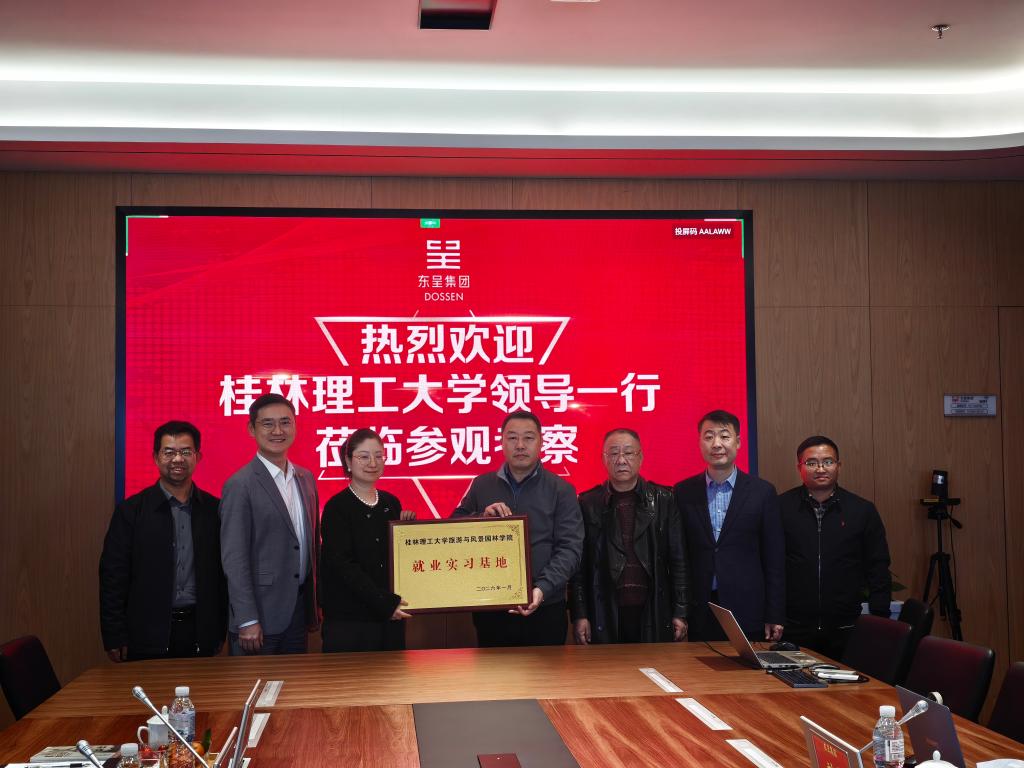 投屏码 AALAWW
东呈集团
DOSSEN
热烈欢迎
桂林理工大学领导一行
莅临参观考察
桂林理工大学旅游与风景园林学院
就业实习基地
二〇二六年一月